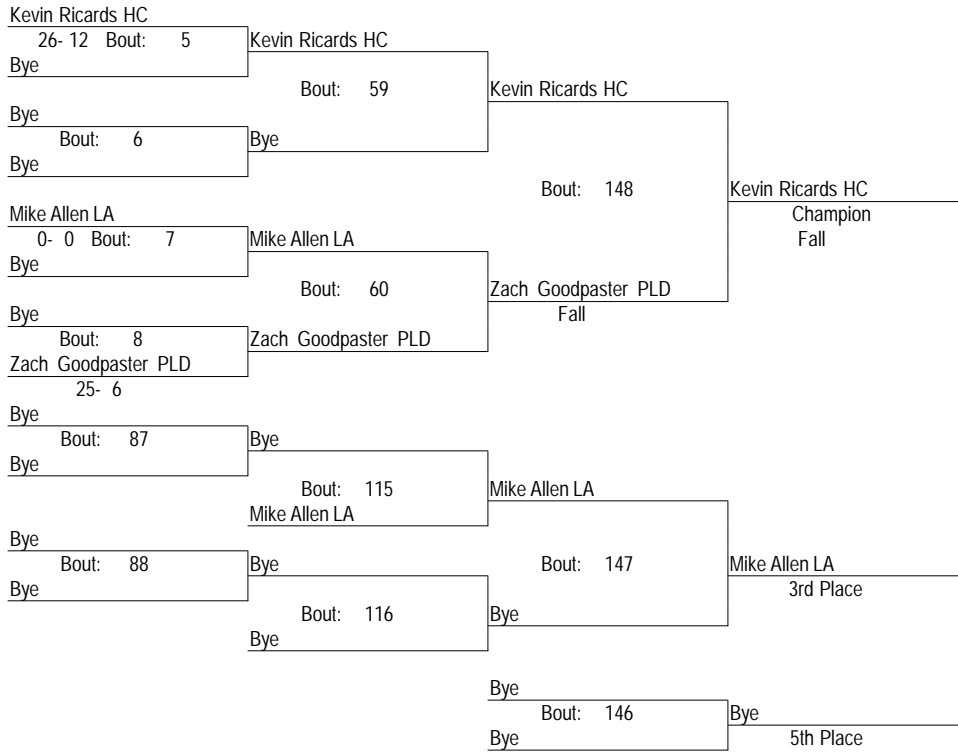 Kevin Ricards HC
26- 12 Bout: 5
Kevin Ricards HC
Bye
Bout: 59
Kevin Ricards HC
Bye
Bout: 6
Bye
Bye
Bout: 148
Kevin Ricards HC
Mike Allen LA
Champion
0- 0 Bout: 7
Mike Allen LA
Fall
Bye
Bout: 60
Zach Goodpaster PLD
Bye
Fall
Bout: 8
Zach Goodpaster PLD
Zach Goodpaster PLD
25- 6
Bye
Bout: 87
Bye
Bye
Bout: 115
Mike Allen LA
Mike Allen LA
Bye
Bout: 88
Bye
Bout: 147
Mike Allen LA
Bye
3rd Place
Bout: 116
Bye
Bye
Bye
Bout: 146
Bye
Bye
5th Place